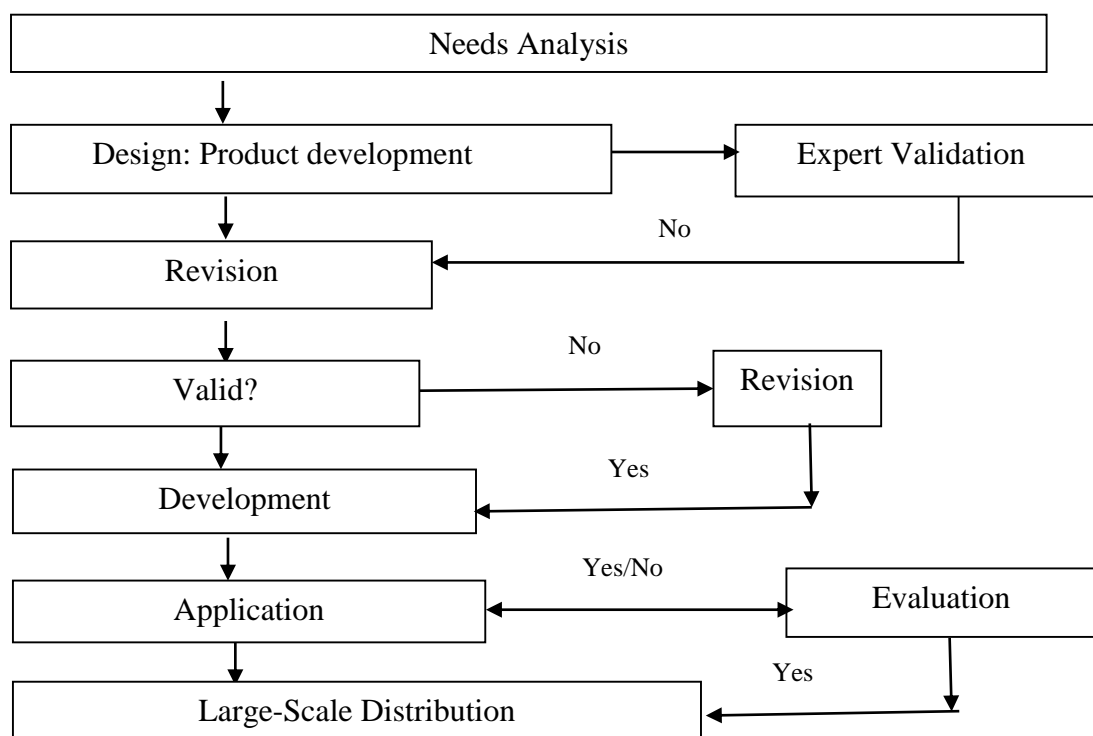 Needs Analysis
Design: Product development
Expert Validation
No
Revision
No
Valid?
Revision
Yes
Development
Yes/No
Application
Evaluation
Yes
Large-Scale Distribution